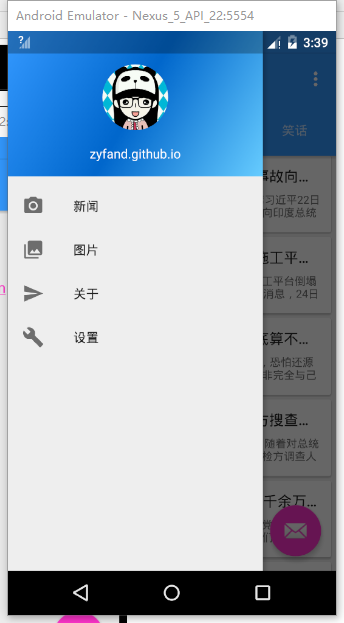 Android Emulator - Nexus_5_API_22:5554
3:39
笑话
zyfand.github.io
新闻
图片
关于
设置
事故向...
习近平22日
向印度总统
施工平...
工平台倒塌
消息，24日
底算不...
，恐怕还源
非完全与己
方搜查...
随着对总统
检方调查人
千余万...